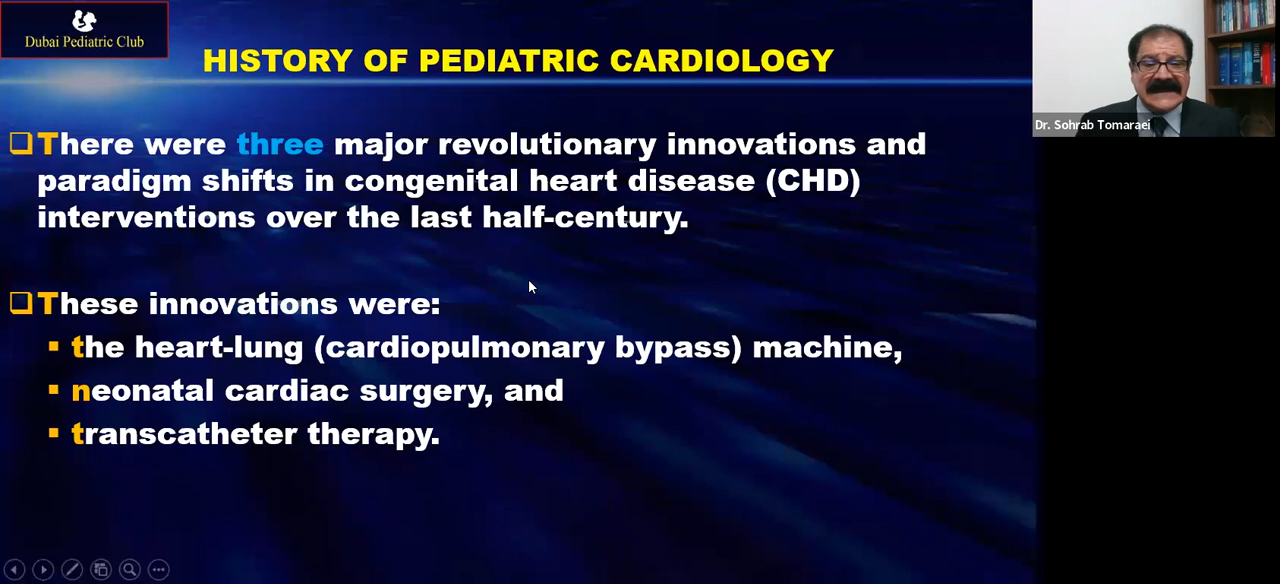 Dubai Pediatric Club
HISTORY OF PEDIATRIC CARDIOLOGY
There were three major revolutionary innovations and
paradigm shifts in congenital heart disease (CHD)
interventions over the last half-century.
These innovations were:
the heart-lung (cardiopulmonary bypass) machine,
neonatal cardiac surgery, and
transcatheter therapy.
Dr. Sohrab Tomaraei